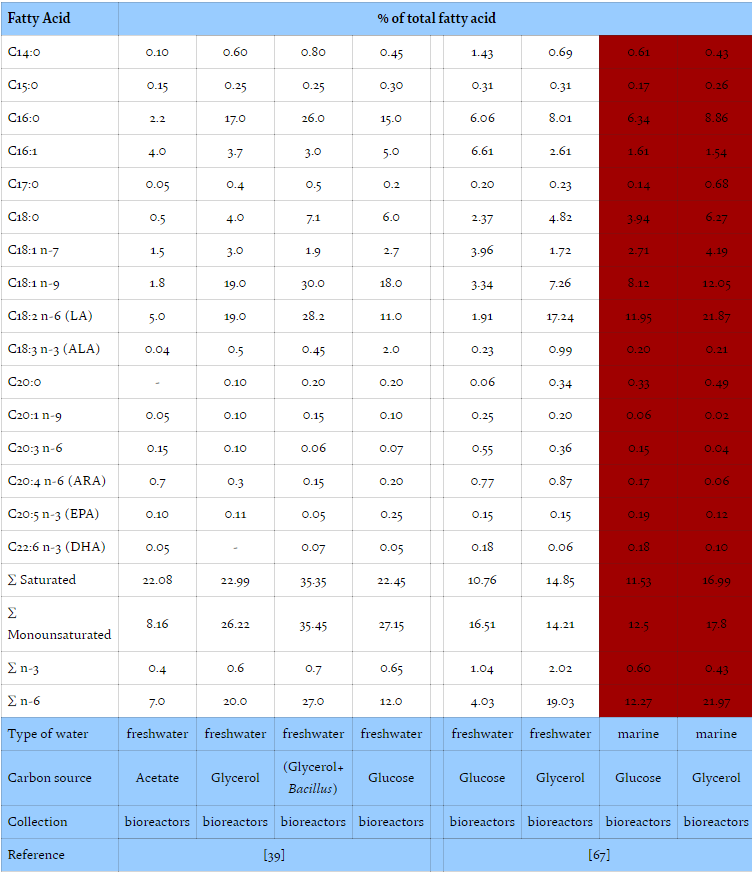 Fatty Acid % of total fatty acid
C14:0 0.10 0.60 0.80 0.45 1.43 0.69 0.61 0.43
C15:0 0.15 0.25 0.25 0.30 0.31 0.31 0.17 0.26
C16:0 2.2 17.0 26.0 15.0 6.06 8.01 6.34 8.86
C16:1 4.0 3.7 3.0 5.0 6.61 2.61 1.61 1.54
C17:0 0.05 0.4 0.5 0.2 0.20 0.23 0.14 0.68
C18:0 0.5 4.0 7.1 6.0 2.37 4.82 3.94 6.27
C18:1 n-7 1.5 3.0 1.9 2.7 3.96 1.72 2.71 4.19
C18:1 n-9 1.8 19.0 30.0 18.0 3.34 7.26 8.12 12.05
C18:2 n-6 (LA) 5.0 19.0 28.2 11.0 1.91 17.24 11.95 21.87
C18:3 n-3 (ALA) 0.04 0.5 0.45 2.0 0.23 0.99 0.20 0.21
C20:0 - 0.10 0.20 0.20 0.06 0.34 0.33 0.49
C20:1 n-9 0.05 0.10 0.15 0.10 0.25 0.20 0.06 0.02
C20:3 n-6 0.15 0.10 0.06 0.07 0.55 0.36 0.15 0.04
C20:4 n-6 (ARA) 0.7 0.3 0.15 0.20 0.77 0.87 0.17 0.06
C20:5 n-3 (EPA) 0.10 0.11 0.05 0.25 0.15 0.15 0.19 0.12
C22:6 n-3 (DHA) 0.05 - 0.07 0.05 0.18 0.06 0.18 0.10
∑ Saturated 22.08 22.99 35.35 22.45 10.76 14.85 11.53 16.99
∑
Monounsaturated 8.16 26.22 35.45 27.15 16.51 14.21 12.5 17.8
∑ n-3 0.4 0.6 0.7 0.65 1.04 2.02 0.60 0.43
∑ n-6 7.0 20.0 27.0 12.0 4.03 19.03 12.27 21.97
Type of water freshwater freshwater freshwater freshwater freshwater freshwater marine marine
Carbon source Acetate Glycerol (Glycerol+
Bacillus) Glucose Glucose Glycerol Glucose Glycerol
Collection bioreactors bioreactors bioreactors bioreactors bioreactors bioreactors bioreactors bioreactors
Reference [39] [67]